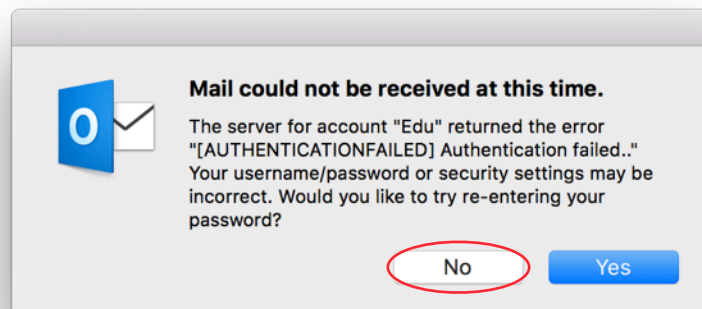 Mail could not be received at this time.
The server for account "Edu" returned the error
"[AUTHENTICATIONFAILED] Authentication failed.."
Your username/password or security settings may be
incorrect. Would you like to try re-entering your
password?
No
Yes